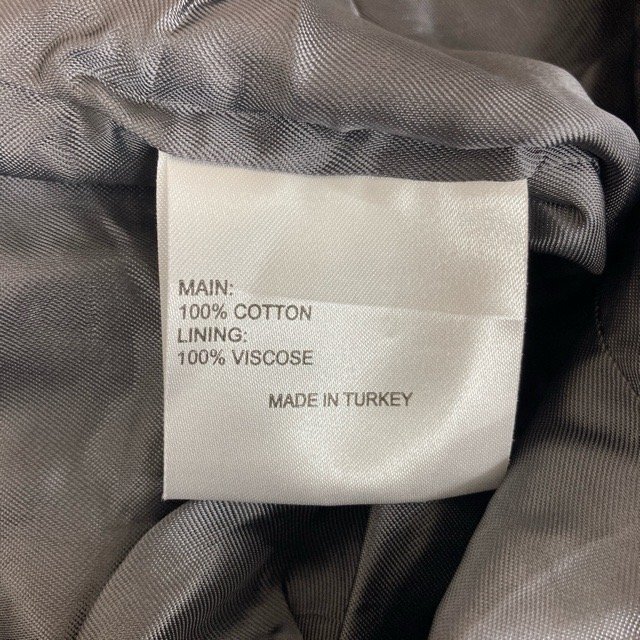 MAIN:
100% COTTON
LINING:
100% VISCOSE
MADE IN TURKEY